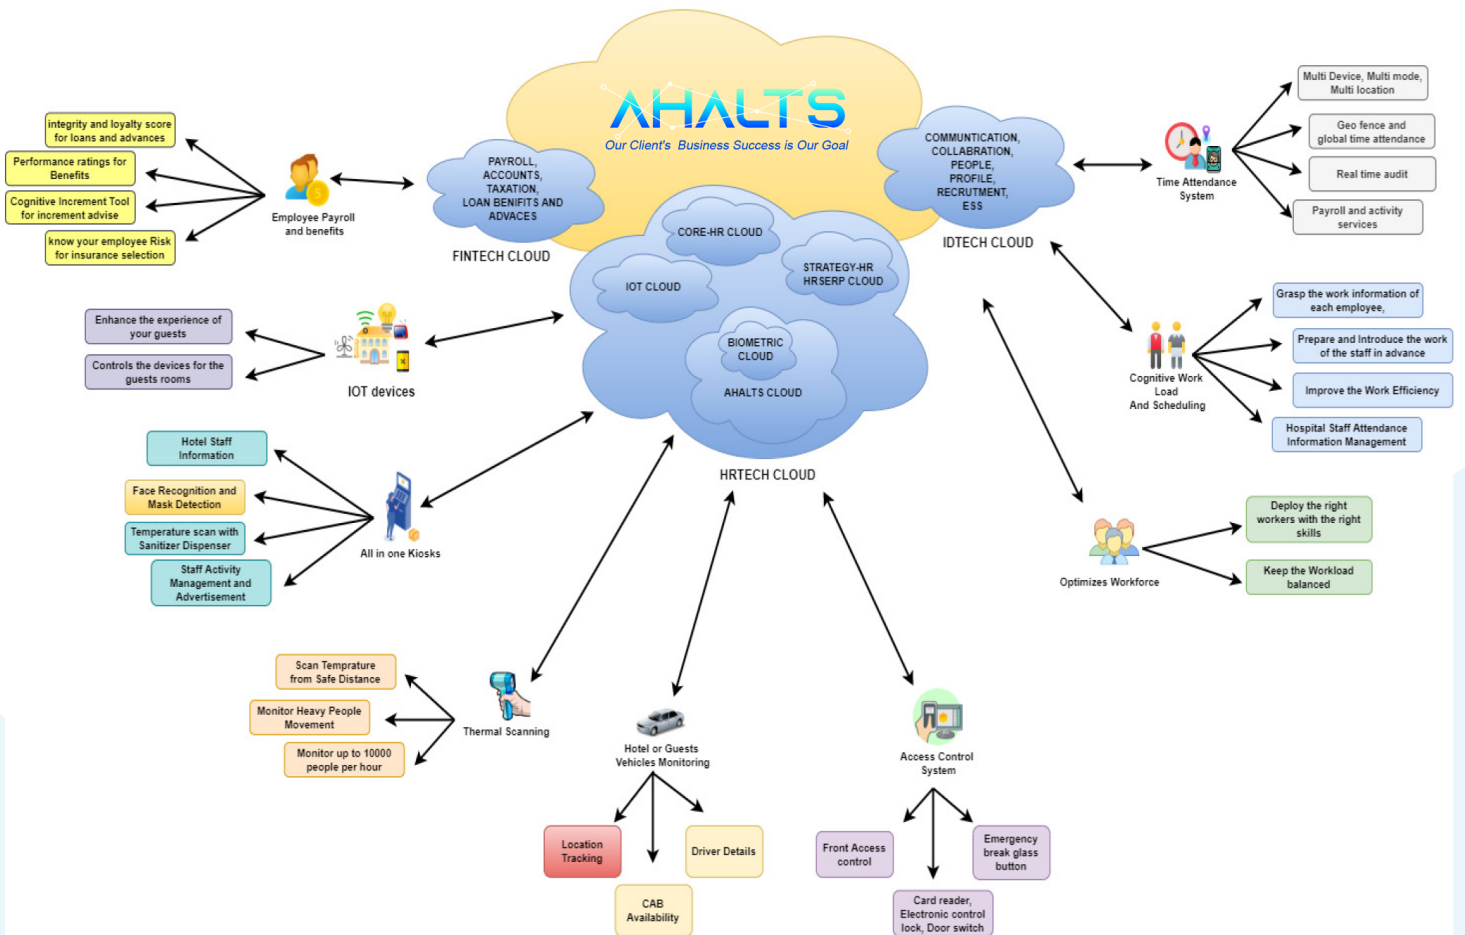 AHALTS
Our Client's Business Success is Our Goal
integrity and loyalty score
for loans and advances
Performance ratings for
Benefits
Cognitive Increment Tool
for increment advise
know your employee Risk
for insurance selection
Employee Payroll
and benefits
PAYROLL,
ACCOUNTS,
TAXATION,
LOAN BENIFITS AND
ADVACES
FINTECH CLOUD
COMMUNTICATION,
COLLABRATION,
PEOPLE,
PROFILE,
RECRUTMENT,
ESS
IDTECH CLOUD
Time Attendance
System
Multi Device, Multi mode,
Multi location
Geo fence and
global time attendance
Real time audit
Payroll and activity
services
CORE-HR CLOUD
STRATEGY-HR
HRSERP CLOUD
IOT CLOUD
BIOMETRIC
CLOUD
AHALTS CLOUD
HRTECH CLOUD
Enhance the experience of
your guests
Controls the devices for the
guests rooms
IOT devices
Cognitive Work
Load
And Scheduling
Grasp the work information of
each employee,
Prepare and Introduce the work
of the staff in advance
Improve the Work Efficiency
Hospital Staff Attendance
Information Management
Hotel Staff
Information
Face Recognition and
Mask Detection
Temperature scan with
Sanitizer Dispenser
Staff Activity
Management and
Advertisement
All in one Kiosks
Optimizes Workforce
Deploy the right
workers with the right
skills
Keep the Workload
balanced
Scan Temprature
from Safe Distance
Monitor Heavy People
Movement
Monitor up to 10000
people per hour
Thermal Scanning
Hotel or Guests
Vehicles Monitoring
Location
Tracking
CAB
Availability
Driver Details
Access Control
System
Front Access
control
Card reader,
Electronic control
lock, Door switch
Emergency
break glass
button